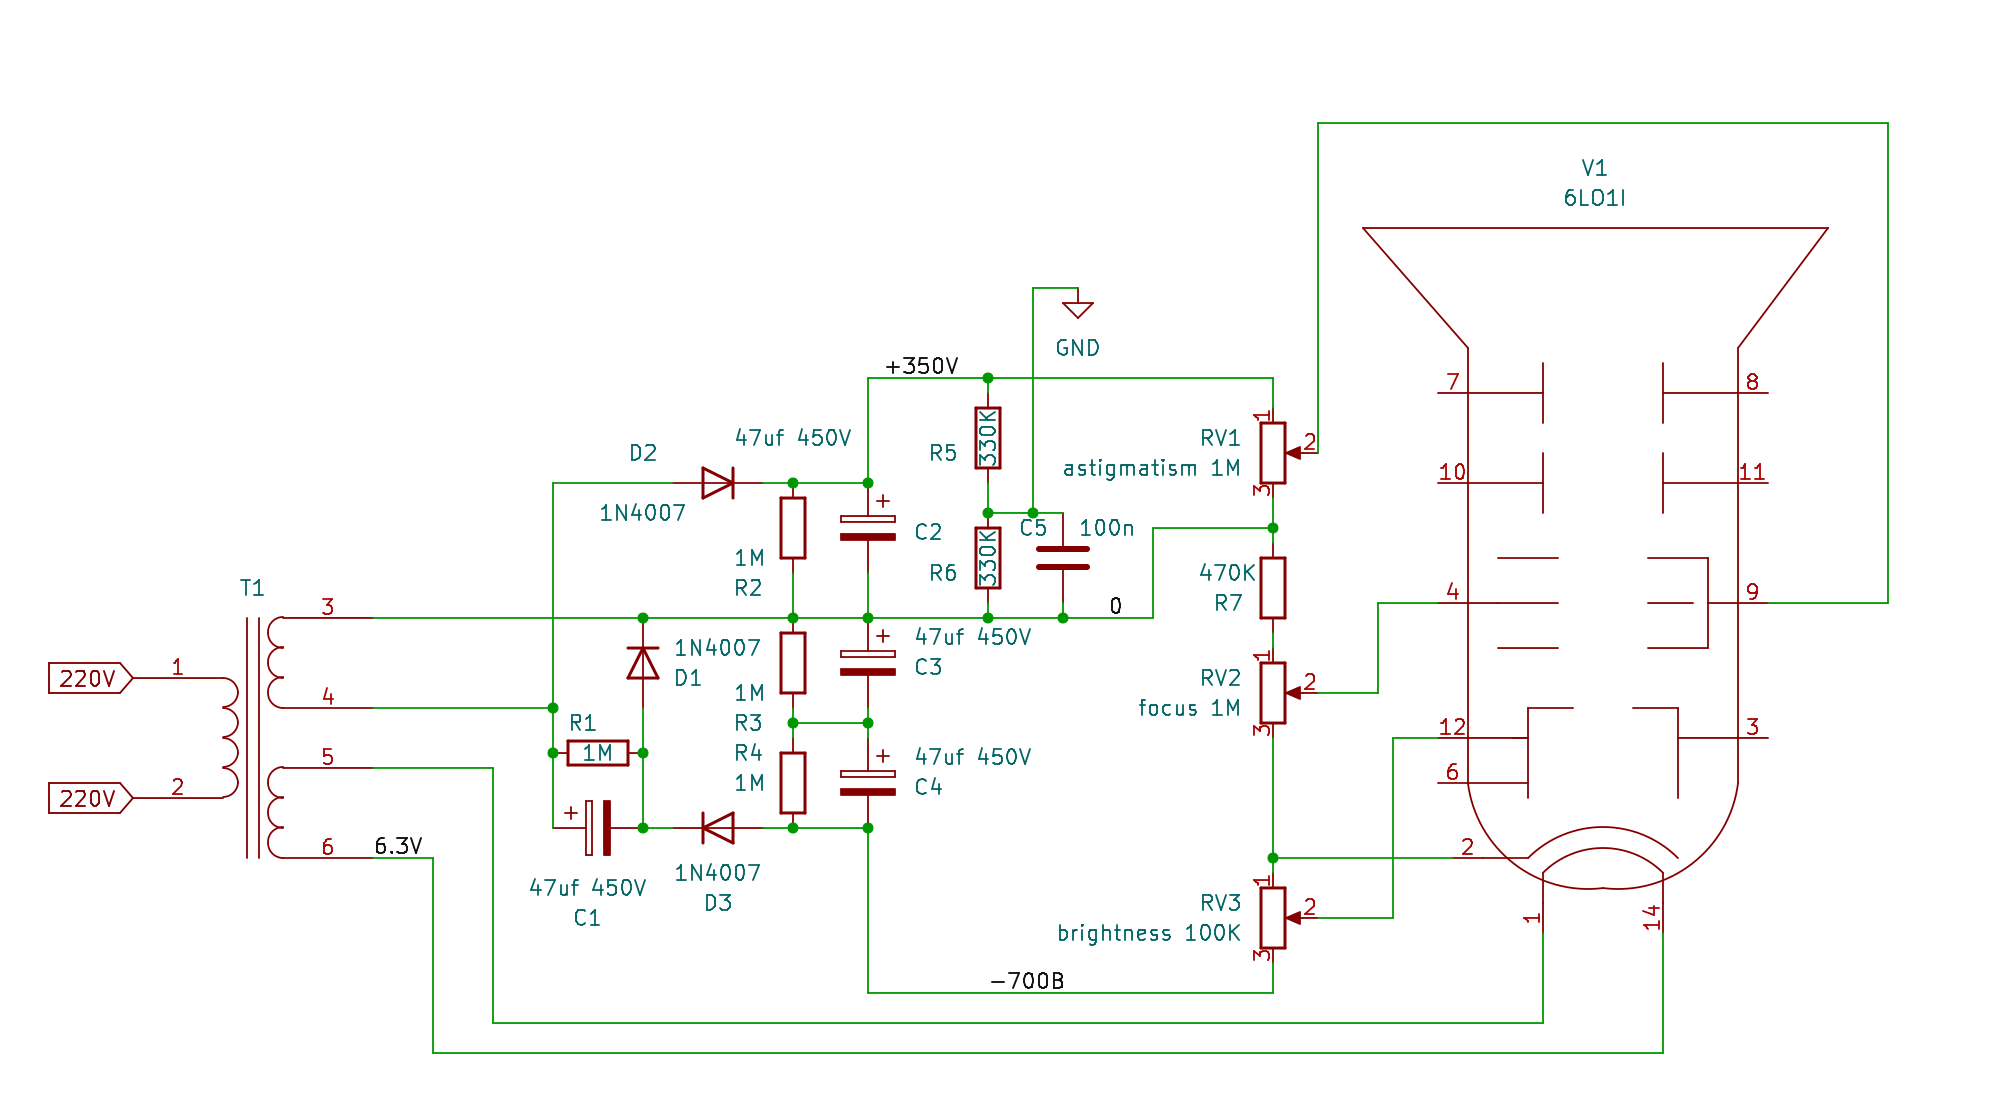 V1
6LO1I
GND
+350V
7
8
1
RV1
2
astigmatism 1M
3
10
11
47uf 450V
D2
1N4007
R5
330K
C2
C5
100n
1M
R2
R6
330K
470K
R7
4
9
T1
3
0
47uf 450V
C3
1N4007
D1
220V
1
4
1M
R3
1
RV2
2
focus 1M
3
R1
1M
R4
1M
5
47uf 450V
C4
12
3
6
220V
2
6
6.3V
2
47uf 450V
C1
1N4007
D3
1
RV3
2
brightness 100K
3
1
14
-700B